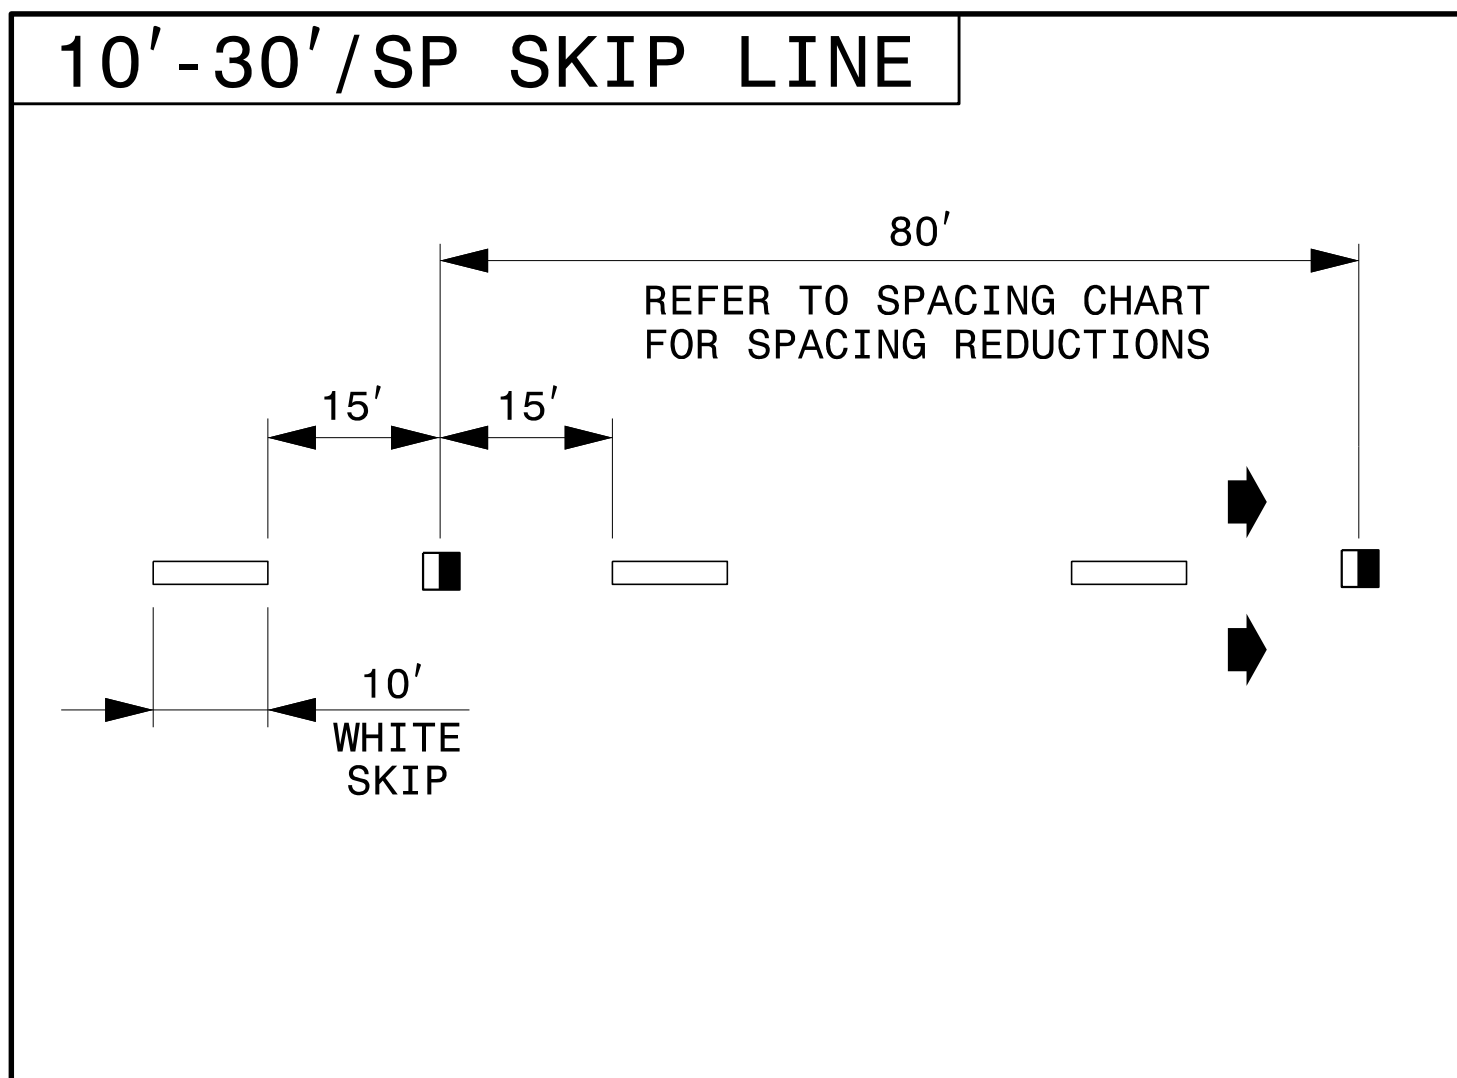 10'-30'/SP SKIP LINE
80'
REFER TO SPACING CHART
FOR SPACING REDUCTIONS
15'
15'
10'
WHITE
SKIP